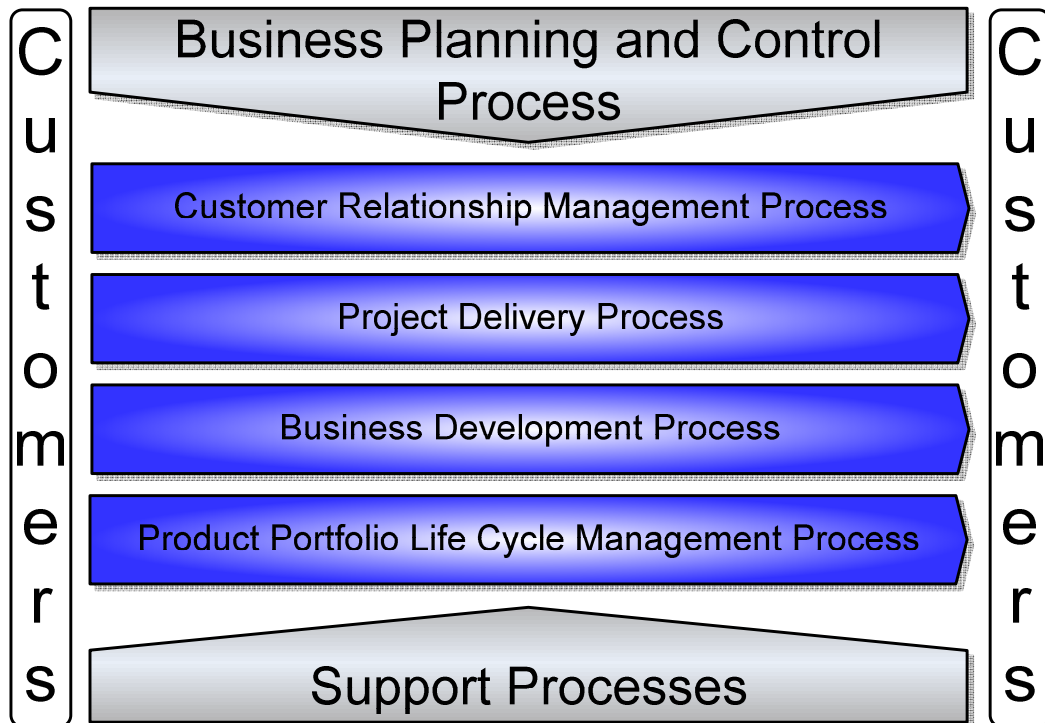 Customers
Business Planning and Control
Process
Customer Relationship Management Process
Project Delivery Process
Business Development Process
Product Portfolio Life Cycle Management Process
Support Processes
Customers